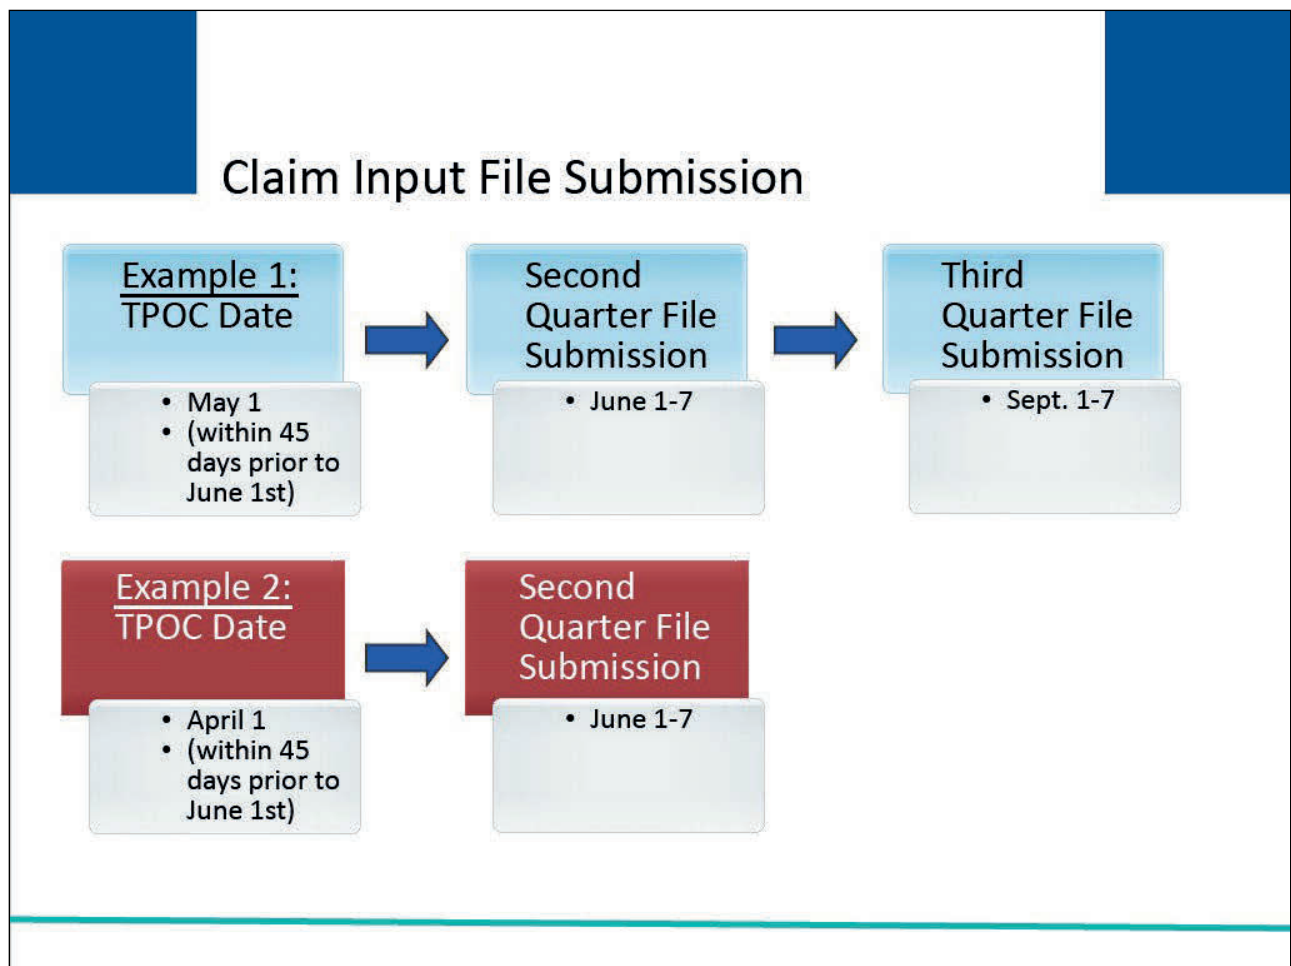 Claim Input File Submission
Example 1:
TPOC Date
• May 1
• (within 45
days prior to
June 1st)
Second
Quarter File
Submission
• June 1-7
Third
Quarter File
Submission
• Sept. 1-7
Example 2:
TPOC Date
• April 1
• (within 45
days prior to
June 1st)
Second
Quarter File
Submission
• June 1-7